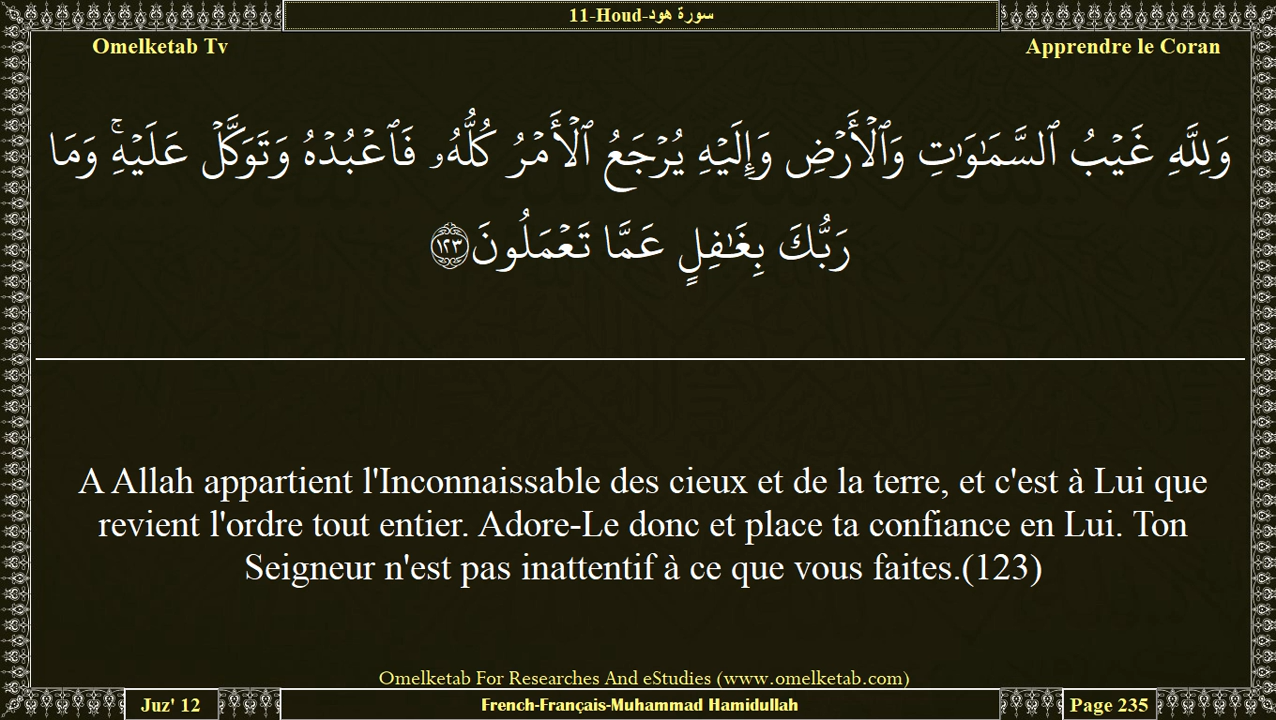 11-Houd-سورة هود
Omelketab Tv
Apprendre le Coran
وَلِلَّهِ غَيۡبُ ٱلسَّمَٰوَٰتِ وَٱلۡأَرۡضِ وَإِلَيۡهِ يُرۡجَعُ ٱلۡأَمۡرُ كُلُّهُۥ فَٱعۡبُدۡهُ وَتَوَكَّلۡ عَلَيۡهِۚ وَمَا
رَبُّكَ بِغَٰفِلٍ عَمَّا تَعۡمَلُونَ ١٢٣
A Allah appartient l'Inconnaissable des cieux et de la terre, et c'est à Lui que
revient l'ordre tout entier. Adore-Le donc et place ta confiance en Lui. Ton
Seigneur n'est pas inattentif à ce que vous faites.(123)
Omelketab For Researches And eStudies (www.omelketab.com)
Juz' 12
French-Français-Muhammad Hamidullah
Page 235